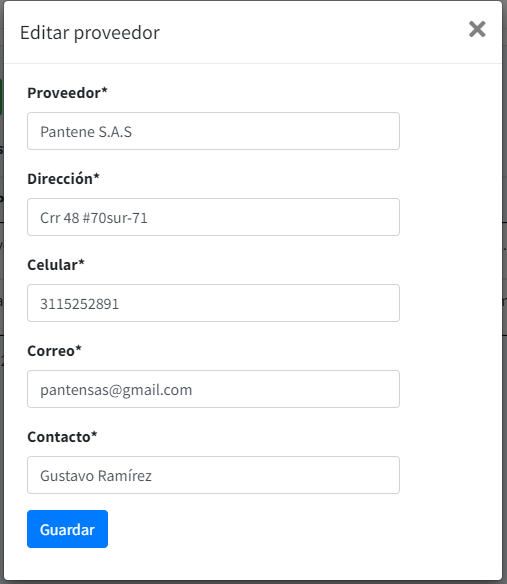 Editar proveedor
Proveedor*
Pantene S.A.S
Dirección*
Crr 48 #70sur-71
Celular*
3115252891
Correo*
pantensas@gmail.com
Contacto*
Gustavo Ramírez
Guardar